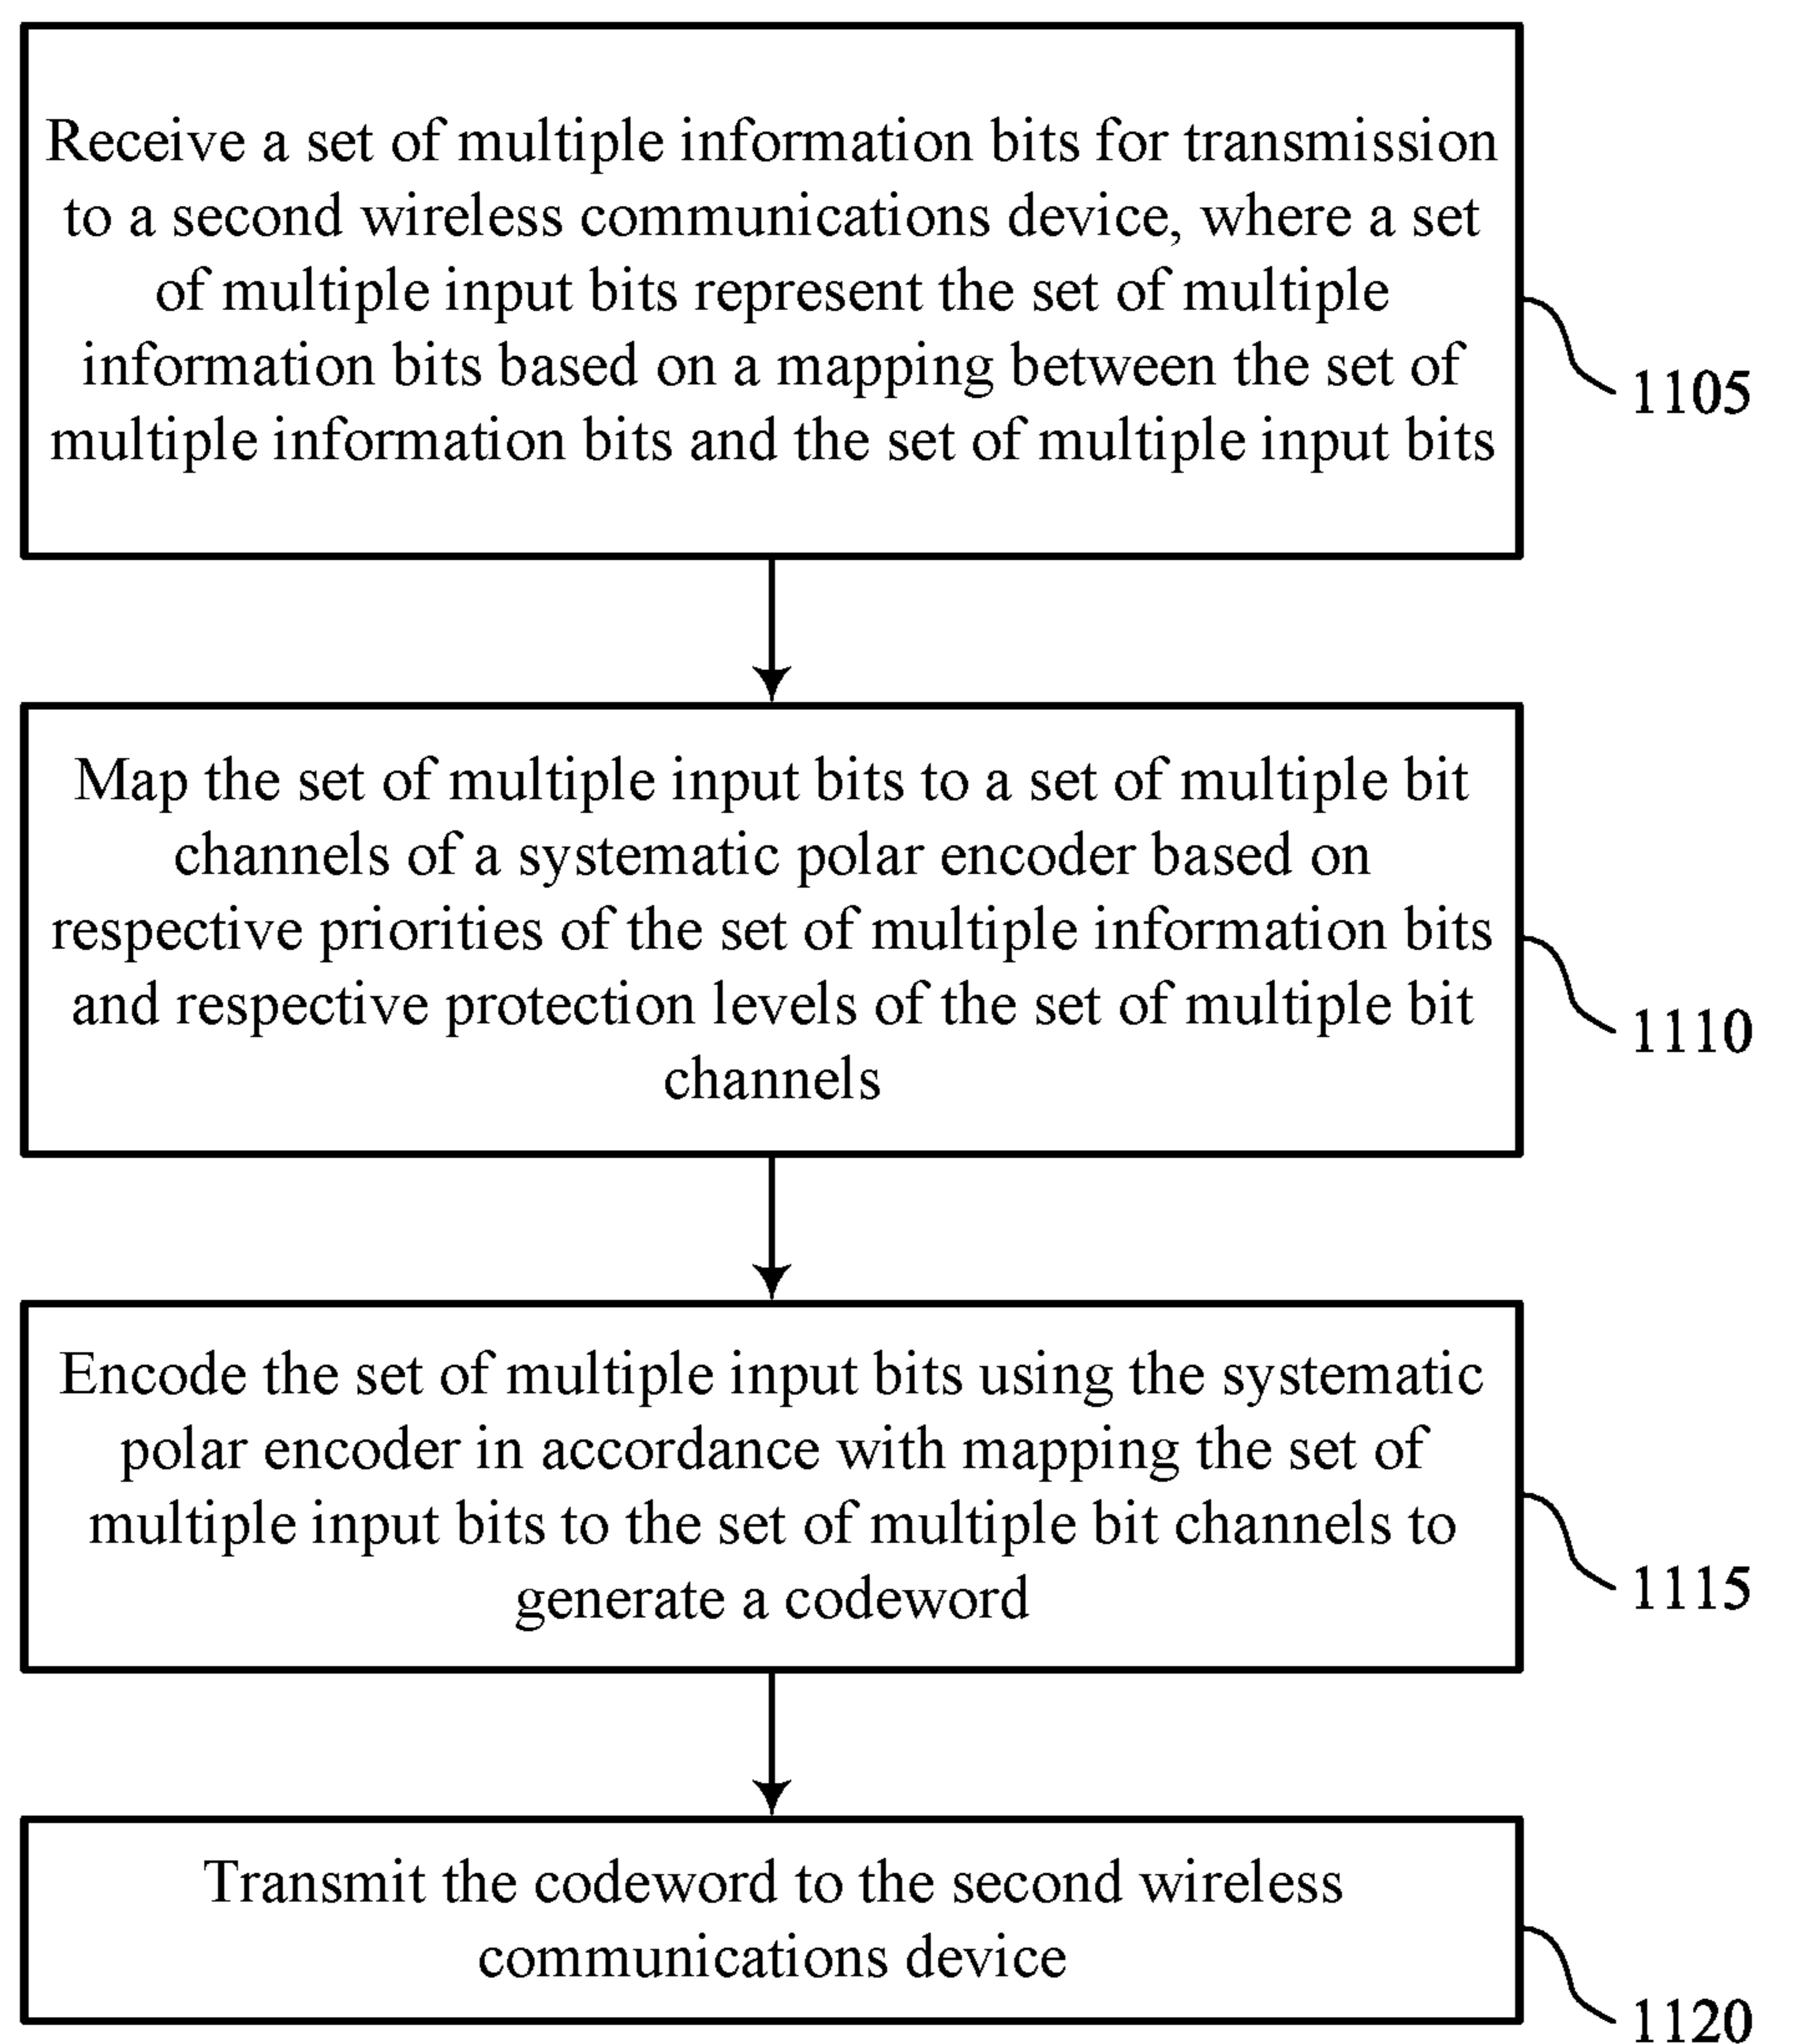 Receive a set of multiple information bits for transmission
to a second wireless communications device, where a set
of multiple input bits represent the set of multiple
information bits based on a mapping between the set of
multiple information bits and the set of multiple input bits
1105
Map the set of multiple input bits to a set of multiple bit
channels of a systematic polar encoder based on
respective priorities of the set of multiple information bits
and respective protection levels of the set of multiple bit
channels
1110
Encode the set of multiple input bits using the systematic
polar encoder in accordance with mapping the set of
multiple input bits to the set of multiple bit channels to
generate a codeword
1115
Transmit the codeword to the second wireless
communications device
1120